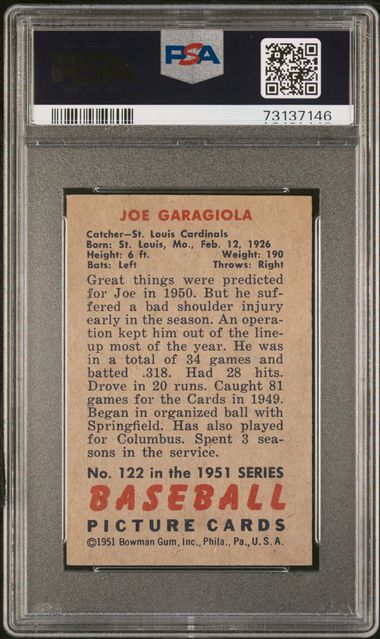 PSA
PSA
73137146
JOE GARAGIOLA
Catcher—St. Louis Cardinals
Born: St. Louis, Mo., Feb. 12, 1926
Height: 6 ft. Weight: 190
Bats: Left Throws: Right
Great things were predicted
for Joe in 1950. But he suf-
fered a bad shoulder injury
early in the season. An opera-
tion kept him out of the line-
up most of the year. He was
in a total of 34 games and
batted .318. Had 28 hits.
Drove in 20 runs. Caught 81
games for the Cards in 1949.
Began in organized ball with
Springfield. Has also played
for Columbus. Spent 3 sea-
sons in the service.
No. 122 in the 1951 SERIES
BASEBALL
PICTURE CARDS
©1951 Bowman Gum, Inc., Phila., Pa., U. S. A.